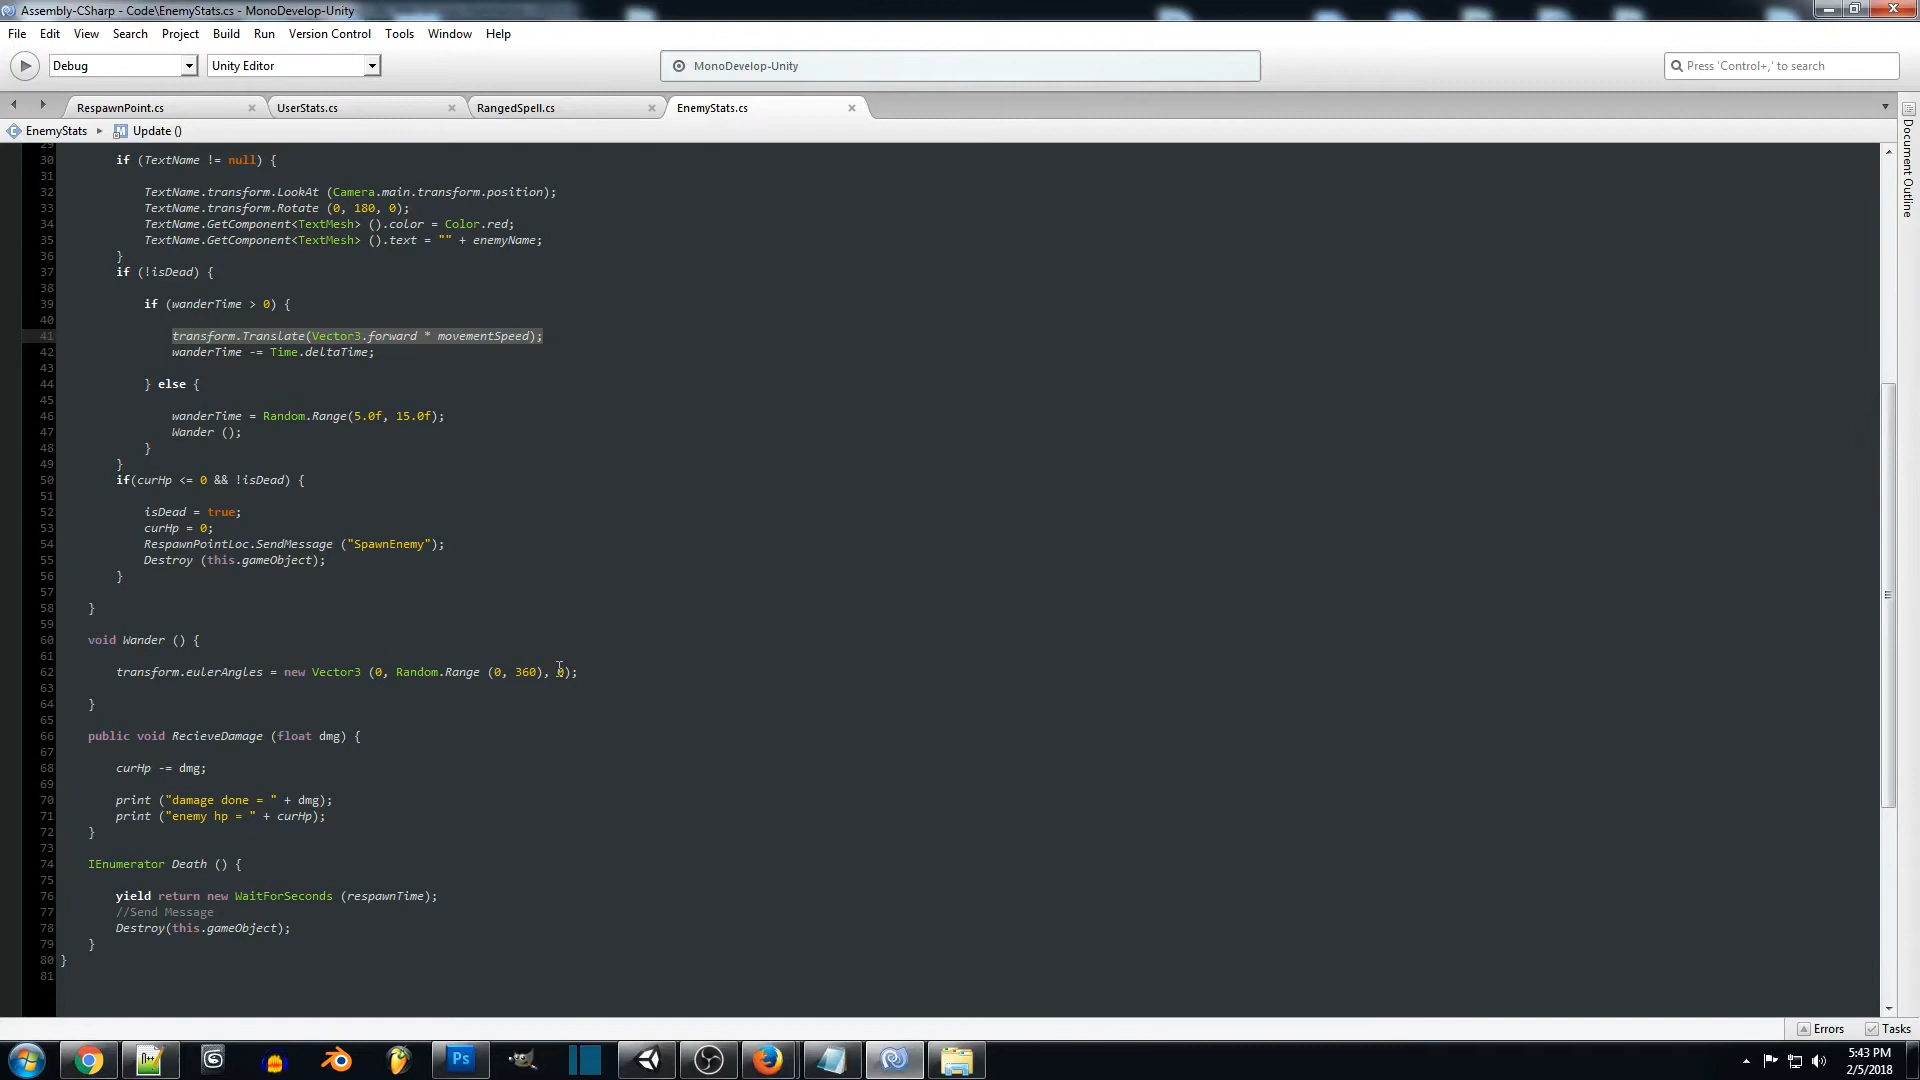 Assembly-CSharp - Code\EnemyStats.cs - MonoDevelop-Unity
File Edit View Search Project Build Run Version Control Tools Window Help
Debug Unity Editor MonoDevelop-Unity Press 'Control+,' to search
RespawnPoint.cs UserStats.cs RangedSpell.cs EnemyStats.cs
EnemyStats Update ()
Document Outline
29
30 if (TextName != null) {
31
32 TextName.transform.LookAt (Camera.main.transform.position);
33 TextName.transform.Rotate (0, 180, 0);
34 TextName.GetComponent<TextMesh> ().color = Color.red;
35 TextName.GetComponent<TextMesh> ().text = "" + enemyName;
36 }
37 if (!isDead) {
38
39 if (wanderTime > 0) {
40
41 transform.Translate(Vector3.forward * movementSpeed);
42 wanderTime -= Time.deltaTime;
43
44 } else {
45
46 wanderTime = Random.Range(5.0f, 15.0f);
47 Wander ();
48 }
49 }
50 if(curHp <= 0 && !isDead) {
51
52 isDead = true;
53 curHp = 0;
54 RespawnPointLoc.SendMessage ("SpawnEnemy");
55 Destroy (this.gameObject);
56 }
57
58 }
59
60 void Wander () {
61
62 transform.eulerAngles = new Vector3 (0, Random.Range (0, 360), 0);
63
64 }
65
66 public void RecieveDamage (float dmg) {
67
68 curHp -= dmg;
69
70 print ("damage done = " + dmg);
71 print ("enemy hp = " + curHp);
72 }
73
74 IEnumerator Death () {
75
76 yield return new WaitForSeconds (respawnTime);
77 //Send Message
78 Destroy(this.gameObject);
79 }
80 }
81
Errors Tasks
Ps
5:43 PM
2/5/2018